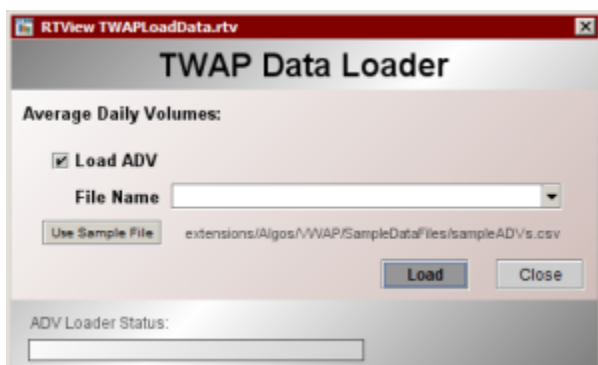 RTView TWAPLoadData.rtv
TWAP Data Loader
Average Daily Volumes:
Load ADV
File Name
Use Sample File extensions/Algos/VWAP/SampleDataFiles/sampleADVs.csv
Load Close
ADV Loader Status: